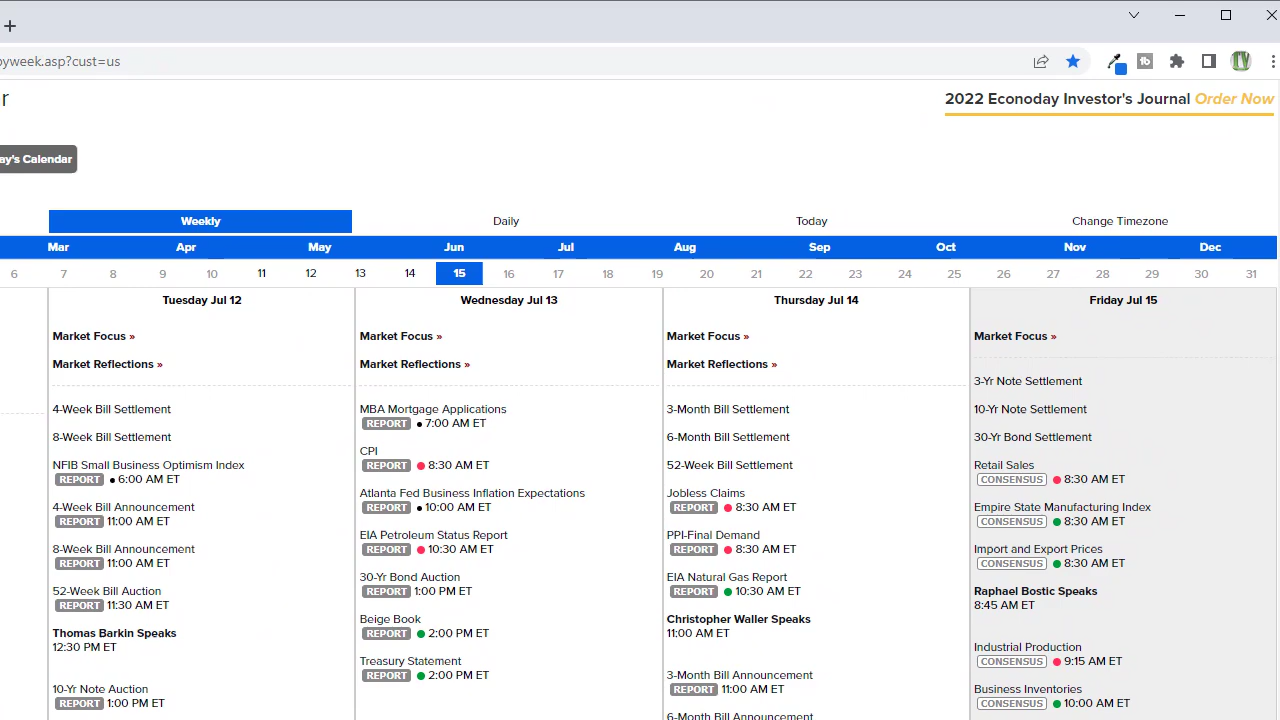 byweek.asp?cust=us
r
2022 Econoday Investor's Journal Order Now
ay's Calendar
Weekly Daily Today Change Timezone
Mar Apr May Jun Jul Aug Sep Oct Nov Dec
6 7 8 9 10 11 12 13 14 15 16 17 18 19 20 21 22 23 24 25 26 27 28 29 30 31
Tuesday Jul 12
Market Focus »
Market Reflections »
4-Week Bill Settlement
8-Week Bill Settlement
NFIB Small Business Optimism Index
REPORT 6:00 AM ET
4-Week Bill Announcement
REPORT 11:00 AM ET
8-Week Bill Announcement
REPORT 11:00 AM ET
52-Week Bill Auction
REPORT 11:30 AM ET
Thomas Barkin Speaks
12:30 PM ET
10-Yr Note Auction
REPORT 1:00 PM ET
Wednesday Jul 13
Market Focus »
Market Reflections »
MBA Mortgage Applications
REPORT 7:00 AM ET
CPI
REPORT 8:30 AM ET
Atlanta Fed Business Inflation Expectations
REPORT 10:00 AM ET
EIA Petroleum Status Report
REPORT 10:30 AM ET
30-Yr Bond Auction
REPORT 1:00 PM ET
Beige Book
REPORT 2:00 PM ET
Treasury Statement
REPORT 2:00 PM ET
Thursday Jul 14
Market Focus »
Market Reflections »
3-Month Bill Settlement
6-Month Bill Settlement
52-Week Bill Settlement
Jobless Claims
REPORT 8:30 AM ET
PPI-Final Demand
REPORT 8:30 AM ET
EIA Natural Gas Report
REPORT 10:30 AM ET
Christopher Waller Speaks
11:00 AM ET
3-Month Bill Announcement
REPORT 11:00 AM ET
6-Month Bill Announcement
Friday Jul 15
Market Focus »
3-Yr Note Settlement
10-Yr Note Settlement
30-Yr Bond Settlement
Retail Sales
CONSENSUS 8:30 AM ET
Empire State Manufacturing Index
CONSENSUS 8:30 AM ET
Import and Export Prices
CONSENSUS 8:30 AM ET
Raphael Bostic Speaks
8:45 AM ET
Industrial Production
CONSENSUS 9:15 AM ET
Business Inventories
CONSENSUS 10:00 AM ET